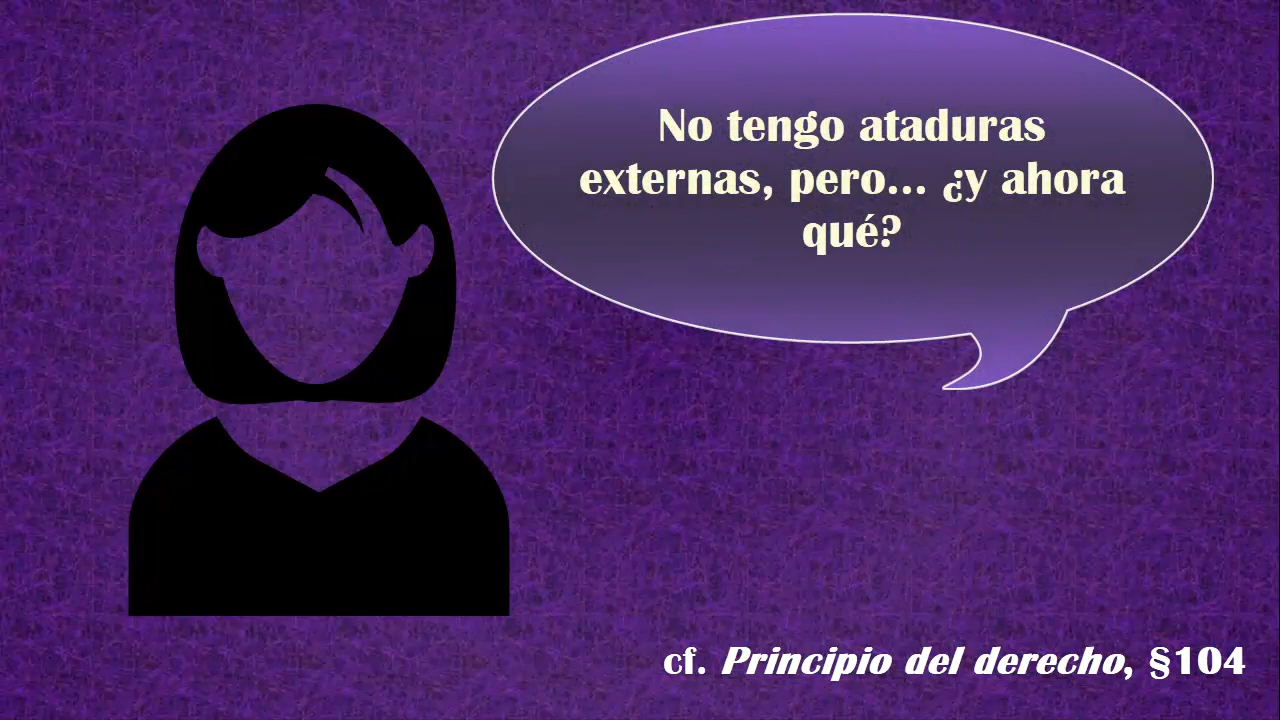 No tengo ataduras
externas, pero... ¿y ahora
qué?
cf. Principio del derecho, §104